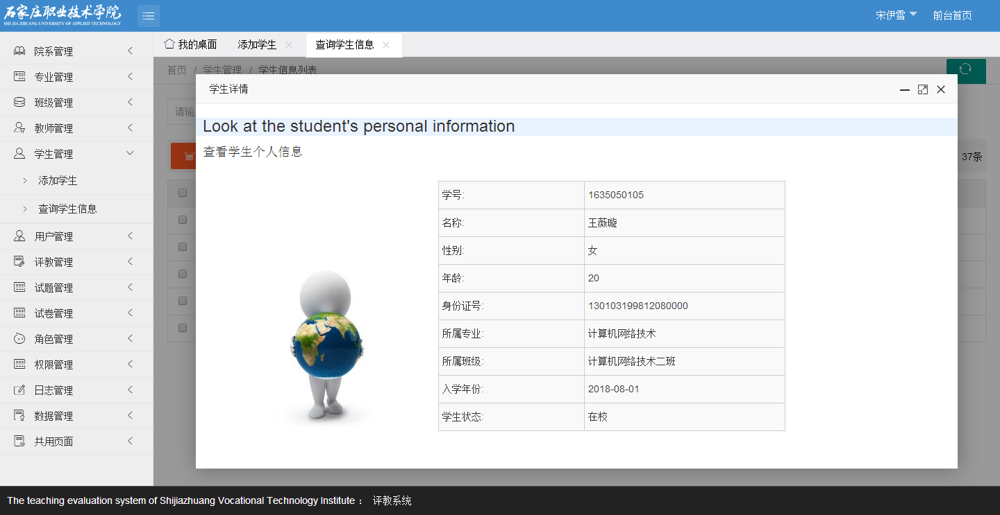 石家庄职业技术学院
SHI JIA ZHUANG UNIVERSITY OF APPLIED TECHNOLOGY
宋伊雪 前台首页
院系管理
专业管理
班级管理
教师管理
学生管理
添加学生
查询学生信息
用户管理
评教管理
试题管理
试卷管理
角色管理
权限管理
日志管理
数据管理
共用页面
我的桌面 添加学生 查询学生信息
首页 / 学生管理 / 学生信息列表
请输
37条
学生详情
Look at the student's personal information
查看学生个人信息
学号: 1635050105
名称: 王薇璇
性别: 女
年龄: 20
身份证号: 130103199812080000
所属专业: 计算机网络技术
所属班级: 计算机网络技术二班
入学年份: 2018-08-01
学生状态: 在校
The teaching evaluation system of Shijiazhuang Vocational Technology Institute ： 评教系统